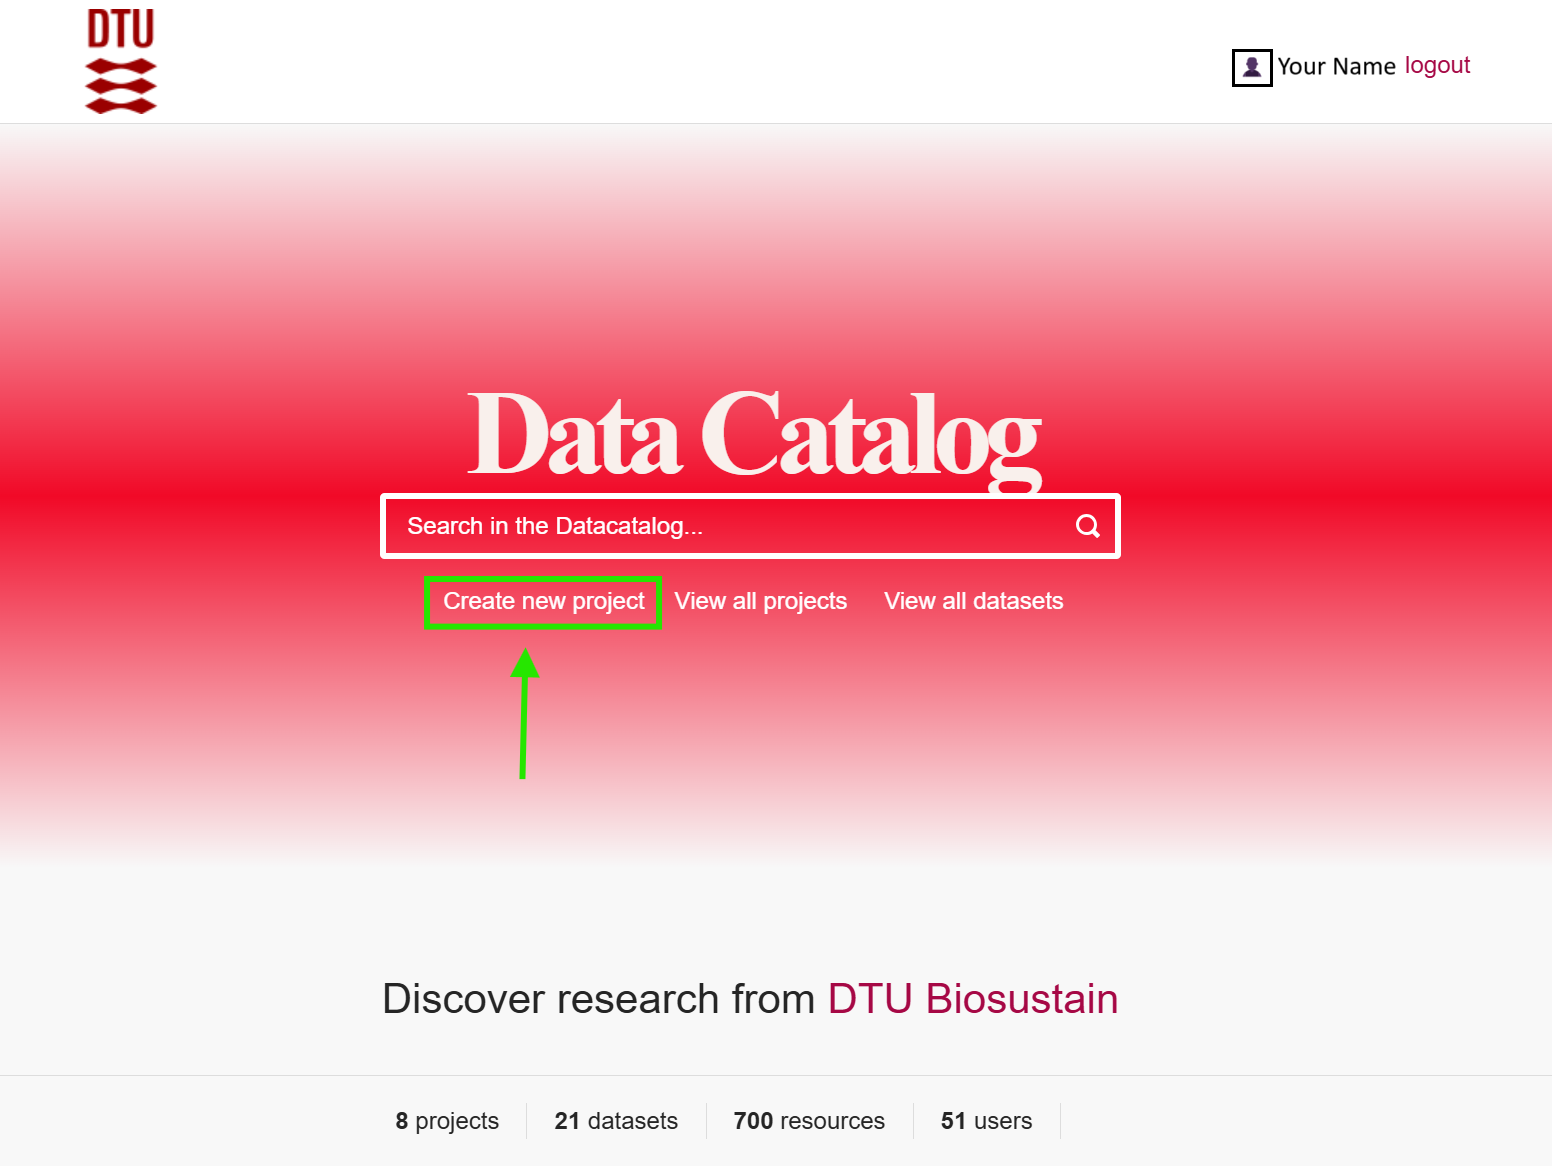 DTU
Your Name logout
Data Catalog
Search in the Datacatalog...
Create new project View all projects View all datasets
Discover research from DTU Biosustain
8 projects 21 datasets 700 resources 51 users